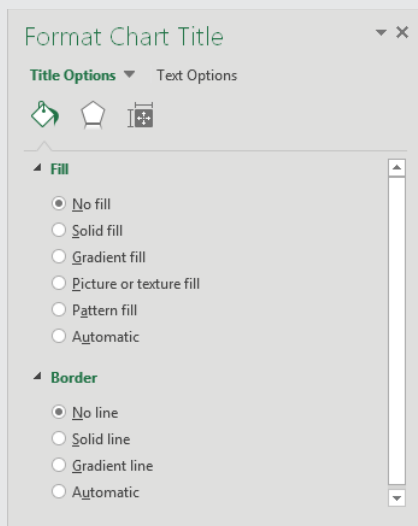 Format Chart Title
Title Options Text Options
Fill
No fill
Solid fill
Gradient fill
Picture or texture fill
Pattern fill
Automatic
Border
No line
Solid line
Gradient line
Automatic